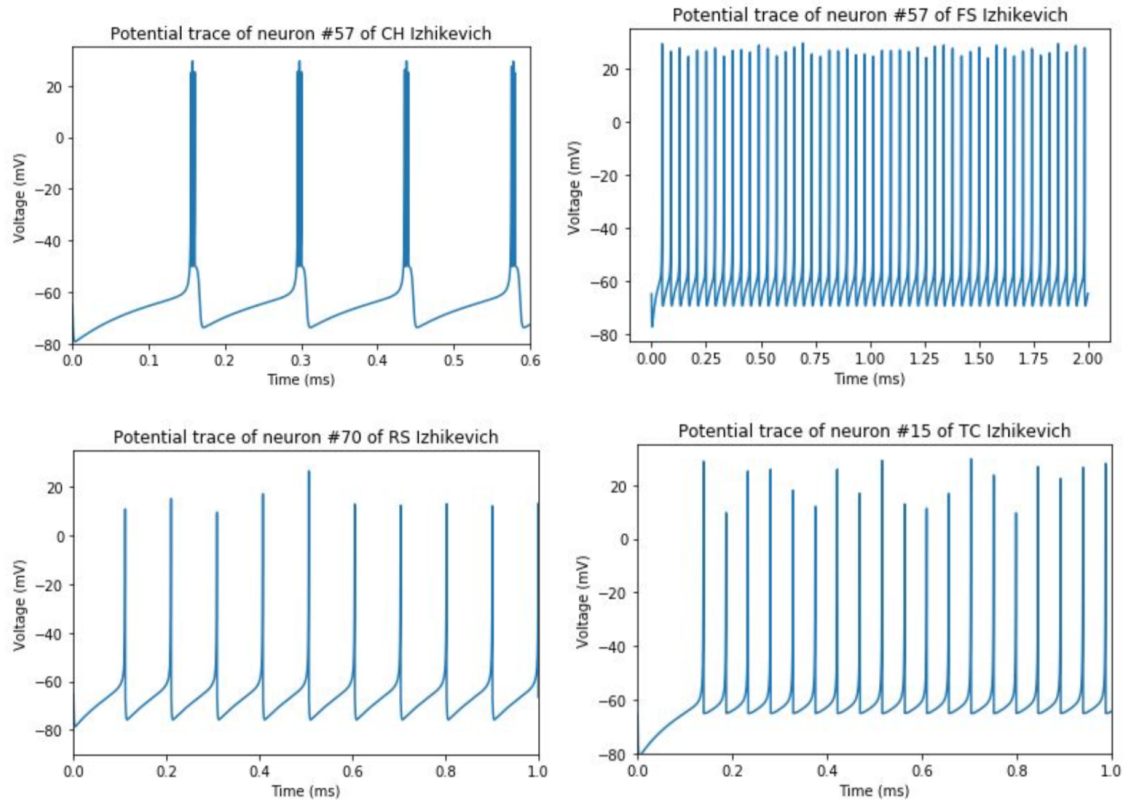 Potential trace of neuron #57 of CH Izhikevich
20
0
−20
−40
−60
−80
Voltage (mV)
0.0 0.1 0.2 0.3 0.4 0.5 0.6
Time (ms)
Potential trace of neuron #57 of FS Izhikevich
20
0
−20
−40
−60
−80
Voltage (mV)
0.00 0.25 0.50 0.75 1.00 1.25 1.50 1.75 2.00
Time (ms)
Potential trace of neuron #70 of RS Izhikevich
20
0
−20
−40
−60
−80
Voltage (mV)
0.0 0.2 0.4 0.6 0.8 1.0
Time (ms)
Potential trace of neuron #15 of TC Izhikevich
20
0
−20
−40
−60
−80
Voltage (mV)
0.0 0.2 0.4 0.6 0.8 1.0
Time (ms)